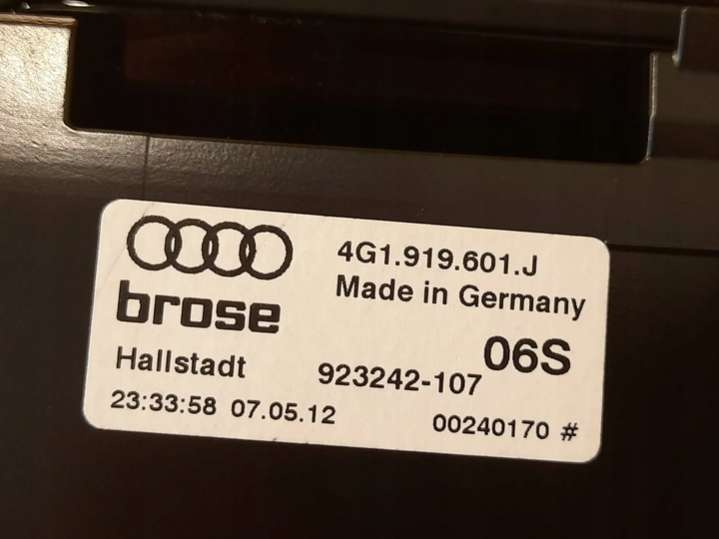 4G1.919.601.J
Made in Germany
brose
06S
Hallstadt 923242-107
23:33:58 07.05.12 00240170 #